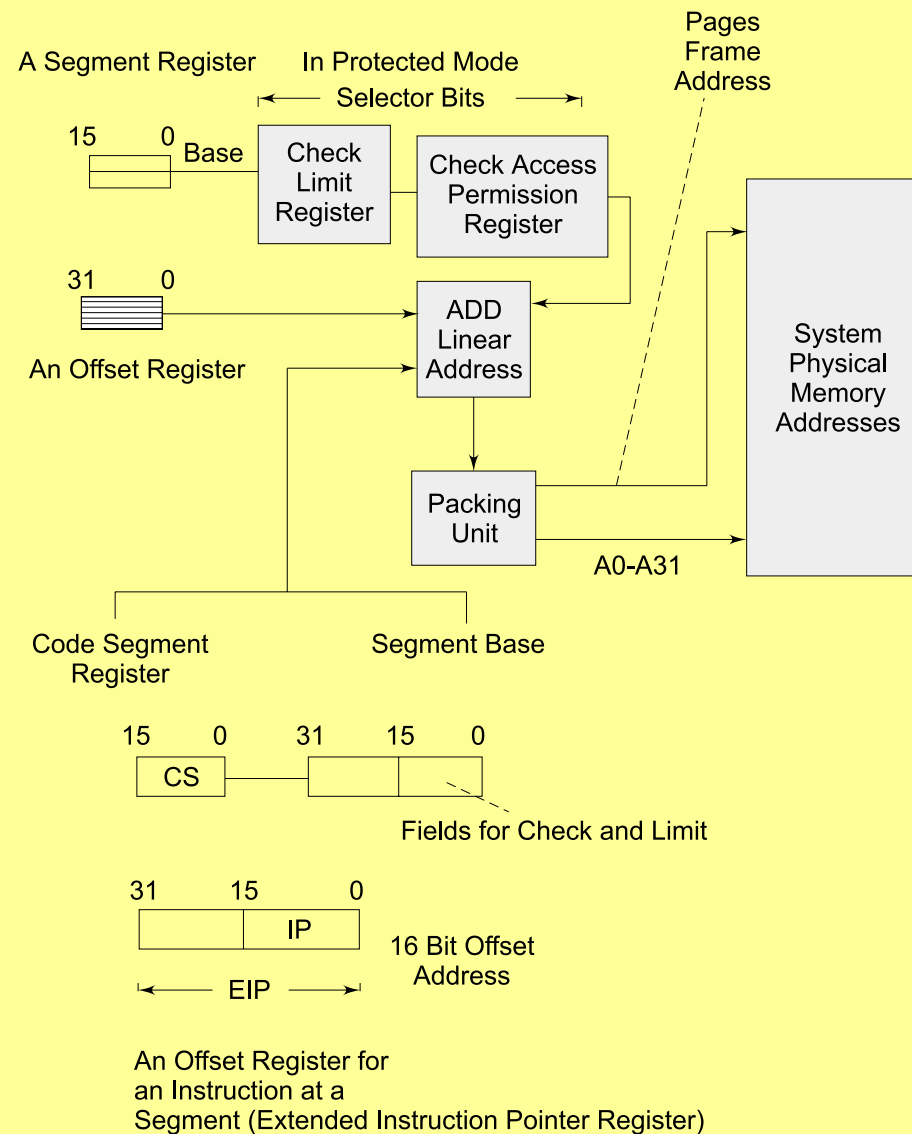 Pages
Frame
Address
A Segment Register
In Protected Mode
Selector Bits
15 0
Base
Check
Limit
Register
Check Access
Permission
Register
31 0
An Offset Register
ADD
Linear
Address
System
Physical
Memory
Addresses
Packing
Unit
A0-A31
Code Segment
Register
Segment Base
15 0 31 15 0
CS
Fields for Check and Limit
31 15 0
IP
16 Bit Offset
Address
EIP
An Offset Register for
an Instruction at a
Segment (Extended Instruction Pointer Register)